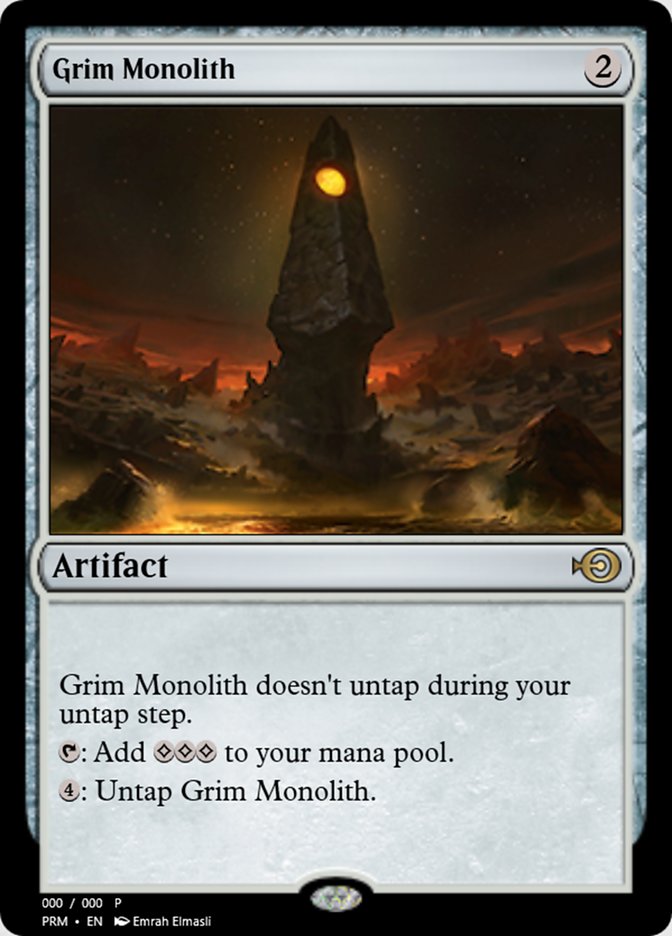 Grim Monolith 2
Artifact
Grim Monolith doesn't untap during your
untap step.
: Add to your mana pool.
4: Untap Grim Monolith.
000 / 000 P
PRM • EN Emrah Elmasli